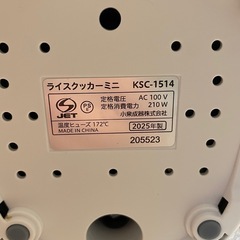 ライスクッカーミニ KSC-1514
定格電圧 AC 100 V
定格消費電力 210 W
小泉成器株式会社
JET
温度ヒューズ 172℃
MADE IN CHINA
2025年製
205523